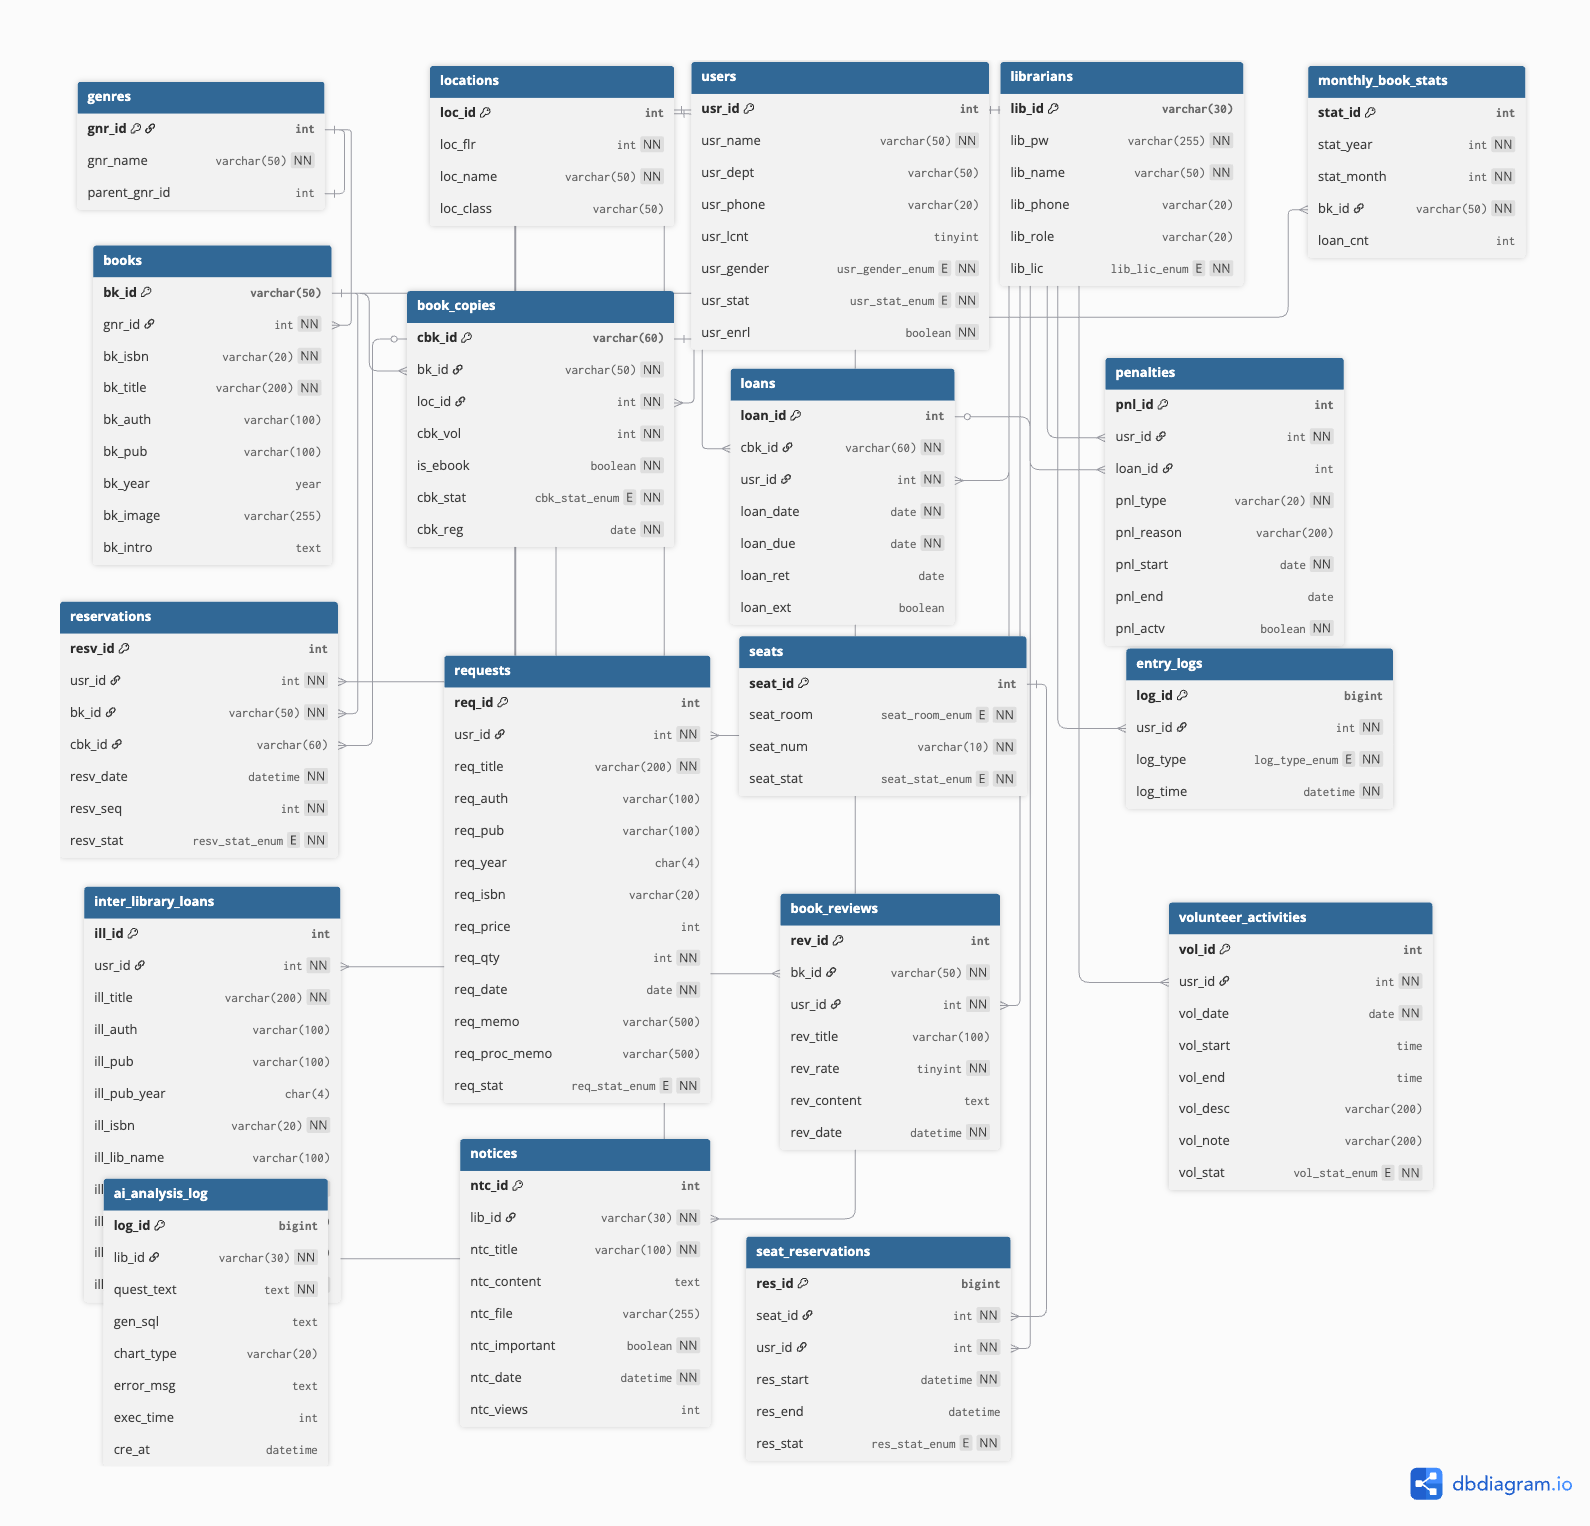 genres
gnr_id int
gnr_name varchar(50) NN
parent_gnr_id int
locations
loc_id int
loc_flr int NN
loc_name varchar(50) NN
loc_class varchar(50)
users
usr_id int
usr_name varchar(50) NN
usr_dept varchar(50)
usr_phone varchar(20)
usr_lcnt tinyint
usr_gender usr_gender_enum E NN
usr_stat usr_stat_enum E NN
usr_enrl boolean NN
librarians
lib_id varchar(30)
lib_pw varchar(255) NN
lib_name varchar(50) NN
lib_phone varchar(20)
lib_role varchar(20)
lib_lic lib_lic_enum E NN
monthly_book_stats
stat_id int
stat_year int NN
stat_month int NN
bk_id varchar(50) NN
loan_cnt int
books
bk_id varchar(50)
gnr_id int NN
bk_isbn varchar(20) NN
bk_title varchar(200) NN
bk_auth varchar(100)
bk_pub varchar(100)
bk_year year
bk_image varchar(255)
bk_intro text
book_copies
cbk_id varchar(60)
bk_id varchar(50) NN
loc_id int NN
cbk_vol int NN
is_ebook boolean NN
cbk_stat cbk_stat_enum E NN
cbk_reg date NN
loans
loan_id int
cbk_id varchar(60) NN
usr_id int NN
loan_date date NN
loan_due date NN
loan_ret date
loan_ext boolean
penalties
pnl_id int
usr_id int NN
loan_id int
pnl_type varchar(20) NN
pnl_reason varchar(200)
pnl_start date NN
pnl_end date
pnl_actv boolean NN
reservations
resv_id int
usr_id int NN
bk_id varchar(50) NN
cbk_id varchar(60)
resv_date datetime NN
resv_seq int NN
resv_stat resv_stat_enum E NN
requests
req_id int
usr_id int NN
req_title varchar(200) NN
req_auth varchar(100)
req_pub varchar(100)
req_year char(4)
req_isbn varchar(20)
req_price int
req_qty int NN
req_date date NN
req_memo varchar(500)
req_proc_memo varchar(500)
req_stat req_stat_enum E NN
seats
seat_id int
seat_room seat_room_enum E NN
seat_num varchar(10) NN
seat_stat seat_stat_enum E NN
entry_logs
log_id bigint
usr_id int NN
log_type log_type_enum E NN
log_time datetime NN
inter_library_loans
ill_id int
usr_id int NN
ill_title varchar(200) NN
ill_auth varchar(100)
ill_pub varchar(100)
ill_pub_year char(4)
ill_isbn varchar(20) NN
ill_lib_name varchar(100)
book_reviews
rev_id int
bk_id varchar(50) NN
usr_id int NN
rev_title varchar(100)
rev_rate tinyint NN
rev_content text
rev_date datetime NN
volunteer_activities
vol_id int
usr_id int NN
vol_date date NN
vol_start time
vol_end time
vol_desc varchar(200)
vol_note varchar(200)
vol_stat vol_stat_enum E NN
ai_analysis_log
log_id bigint
lib_id varchar(30) NN
quest_text text NN
gen_sql text
chart_type varchar(20)
error_msg text
exec_time int
cre_at datetime
notices
ntc_id int
lib_id varchar(30) NN
ntc_title varchar(100) NN
ntc_content text
ntc_file varchar(255)
ntc_important boolean NN
ntc_date datetime NN
ntc_views int
seat_reservations
res_id bigint
seat_id int NN
usr_id int NN
res_start datetime NN
res_end datetime
res_stat res_stat_enum E NN
dbdiagram.io